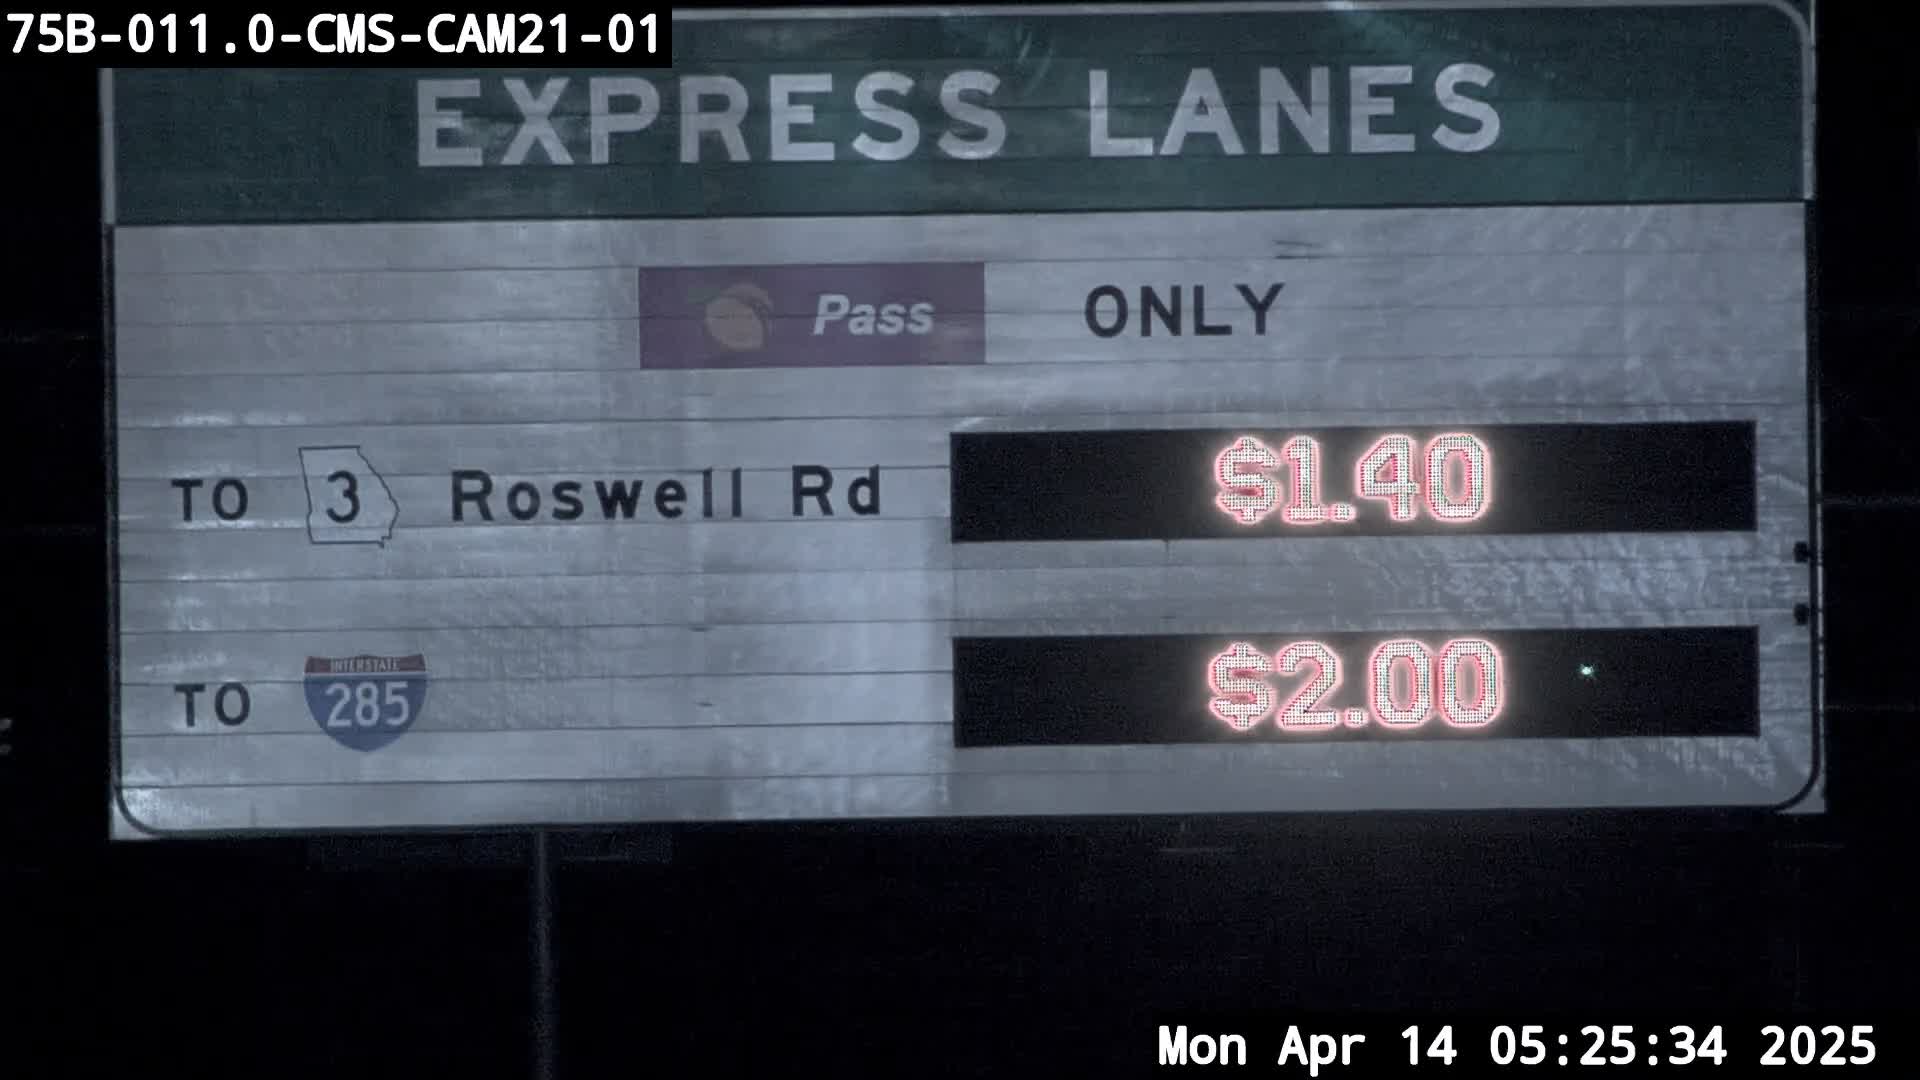 75B-011.0-CMS-CAM21-01
EXPRESS LANES
Pass ONLY
TO 3 Roswell Rd $1.40
INTERSTATE
TO 285 $2.00
Mon Apr 14 05:25:34 2025